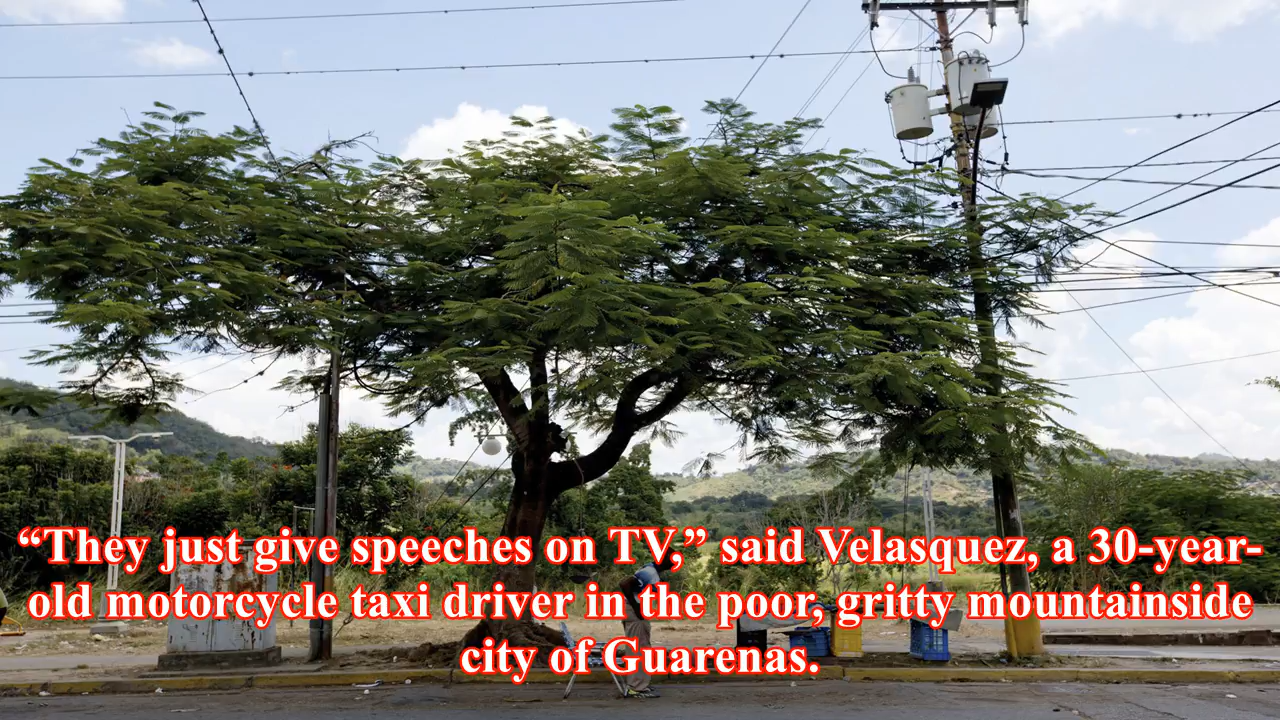 “They just give speeches on TV,” said Velasquez, a 30-year-
old motorcycle taxi driver in the poor, gritty mountainside
city of Guarenas.